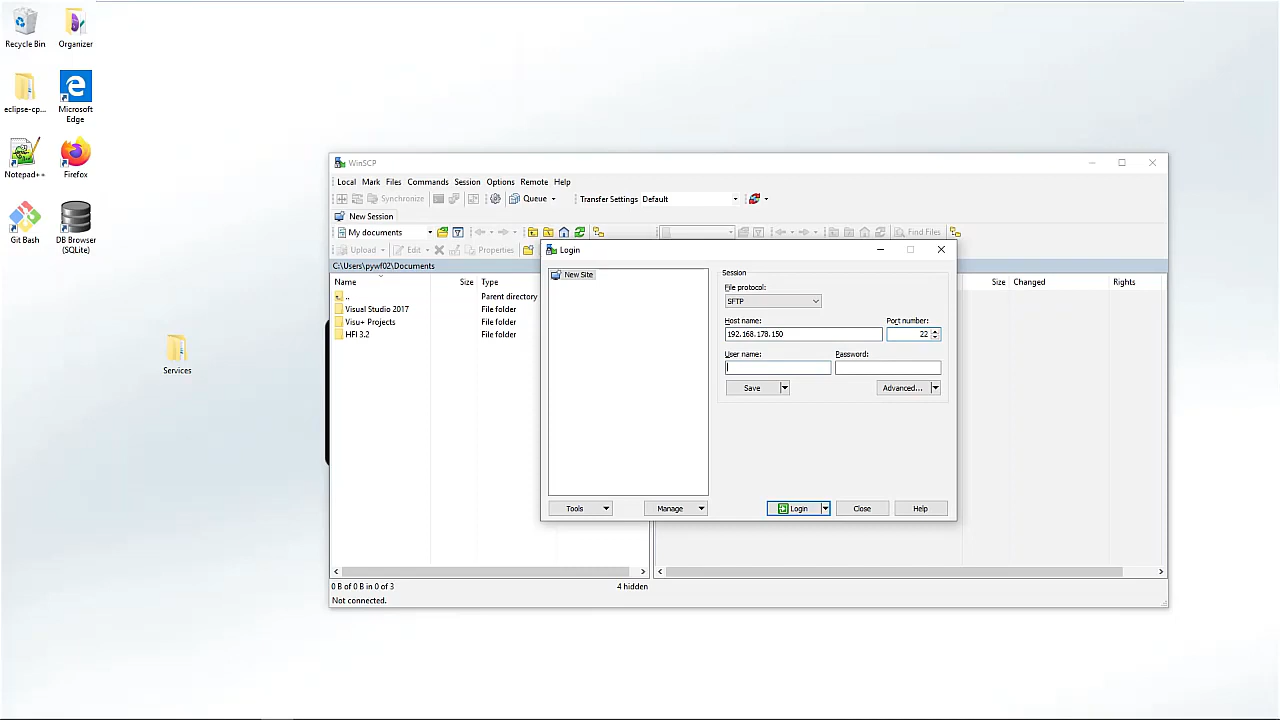 Recycle Bin
Organizer
eclipse-cp...
Microsoft Edge
Notepad++
Firefox
Git Bash
DB Browser (SQLite)
Services
WinSCP
Local Mark Files Commands Session Options Remote Help
Synchronize Queue Transfer Settings Default
New Session
My documents Find Files
Upload Edit Properties
C:\Users\pywf02\Documents
Name Size Type Size Changed Rights
.. Parent directory
Visual Studio 2017 File folder
Visu+ Projects File folder
HFI 3.2 File folder
Login
New Site
Session
File protocol:
SFTP
Host name: Port number:
192.168.178.150 22
User name: Password:
Save Advanced...
Tools Manage Login Close Help
0 B of 0 B in 0 of 3 4 hidden
Not connected.